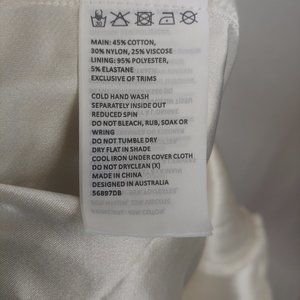 30
MAIN: 45% COTTON,
30% NYLON, 25% VISCOSE
LINING: 95% POLYESTER,
5% ELASTANE
EXCLUSIVE OF TRIMS
COLD HAND WASH
SEPARATELY INSIDE OUT
REDUCED SPIN
DO NOT BLEACH, RUB, SOAK OR
WRING
DO NOT TUMBLE DRY
DRY FLAT IN SHADE
COOL IRON UNDER COVER CLOTH
DO NOT DRYCLEAN (X)
MADE IN CHINA
DESIGNED IN AUSTRALIA
56897DB